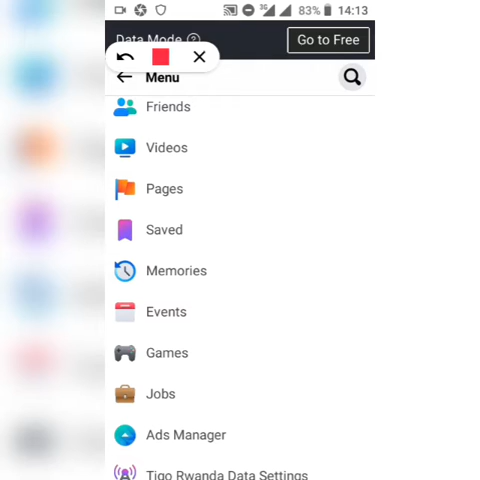 83% 14:13
Data Mode
Go to Free
Menu
Friends
Videos
Pages
Saved
Memories
Events
Games
Jobs
Ads Manager
Tigo Rwanda Data Settings